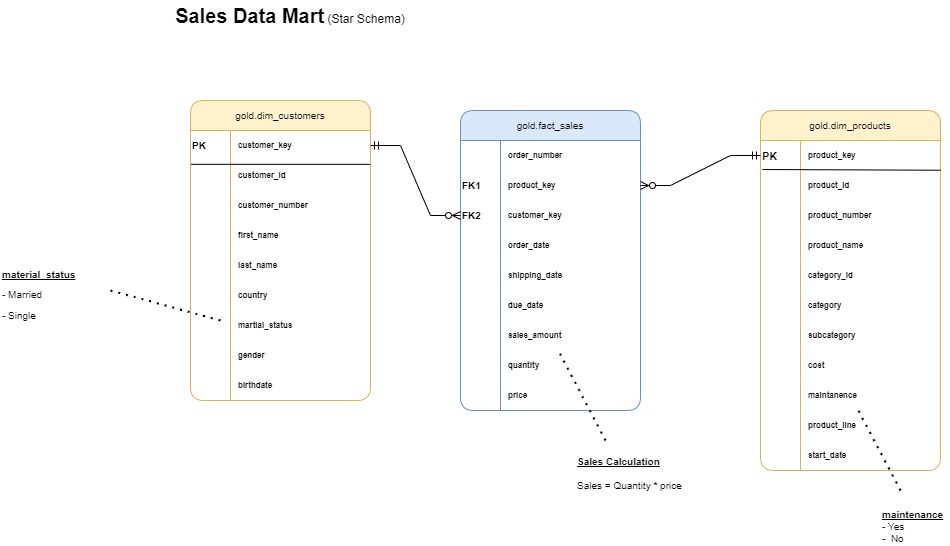 Sales Data Mart (Star Schema)
gold.dim_customers
PK customer_key
customer_id
customer_number
first_name
last_name
country
martial_status
gender
birthdate
material_status
- Married
- Single
gold.fact_sales
order_number
FK1 product_key
FK2 customer_key
order_date
shipping_date
due_date
sales_amount
quantity
price
Sales Calculation
Sales = Quantity * price
gold.dim_products
PK product_key
product_id
product_number
product_name
category_id
category
subcategory
cost
maintanence
product_line
start_date
maintenance
- Yes
- No